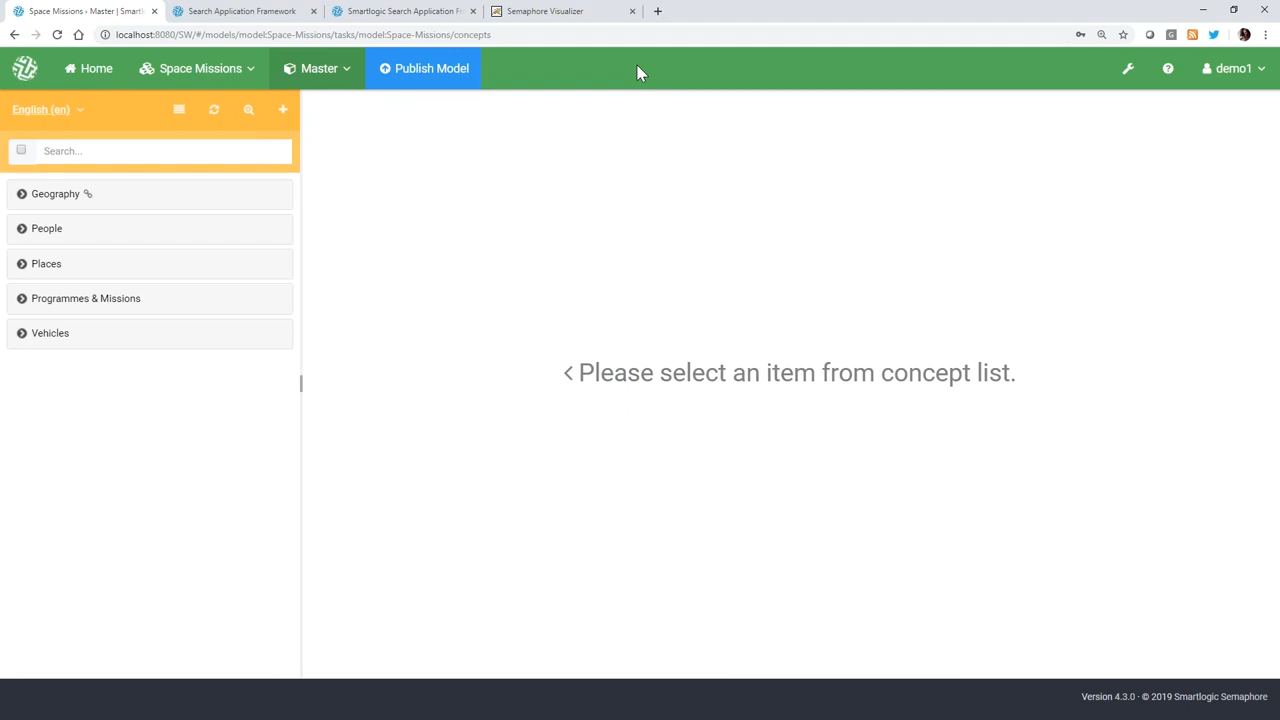 Space Missions › Master | Smartl
Search Application Framework
Smartlogic Search Application Fr
Semaphore Visualizer
localhost:8080/SW/#/models/model:Space-Missions/tasks/model:Space-Missions/concepts
Home
Space Missions
Master
Publish Model
demo1
English (en)
Search...
Geography
People
Places
Programmes & Missions
Vehicles
Please select an item from concept list.
Version 4.3.0 · © 2019 Smartlogic Semaphore